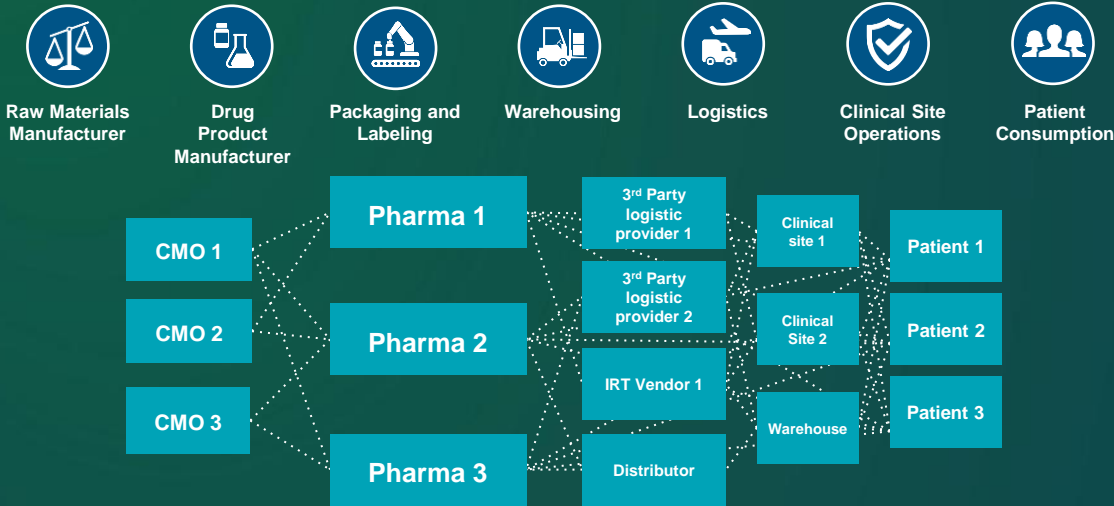 Raw Materials
Manufacturer
Drug
Product
Manufacturer
Packaging and
Labeling
Warehousing
Logistics
Clinical Site
Operations
Patient
Consumption
CMO 1
CMO 2
CMO 3
Pharma 1
Pharma 2
Pharma 3
3rd Party
logistic
provider 1
3rd Party
logistic
provider 2
IRT Vendor 1
Distributor
Clinical
site 1
Clinical
Site 2
Warehouse
Patient 1
Patient 2
Patient 3